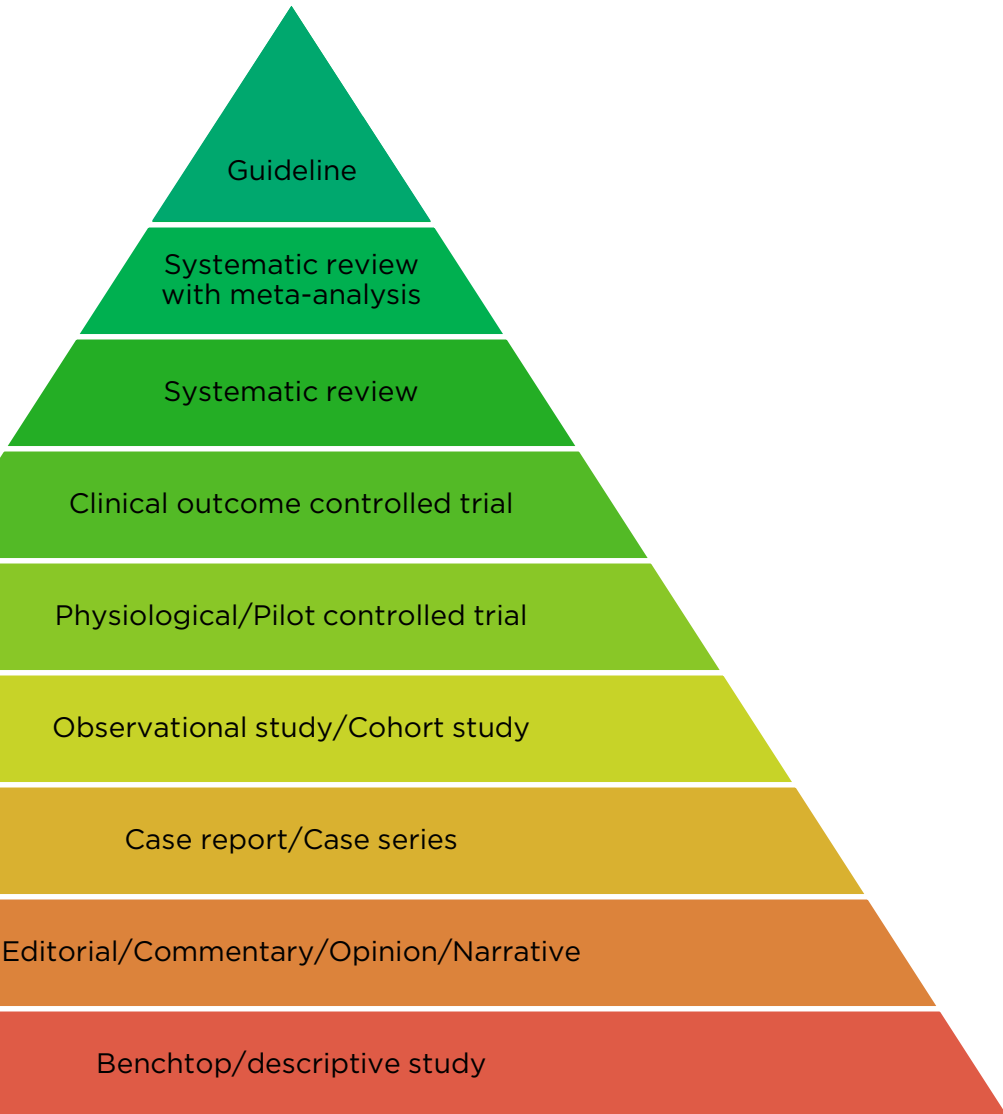 Guideline
Systematic review
with meta-analysis
Systematic review
Clinical outcome controlled trial
Physiological/Pilot controlled trial
Observational study/Cohort study
Case report/Case series
Editorial/Commentary/Opinion/Narrative
Benchtop/descriptive study